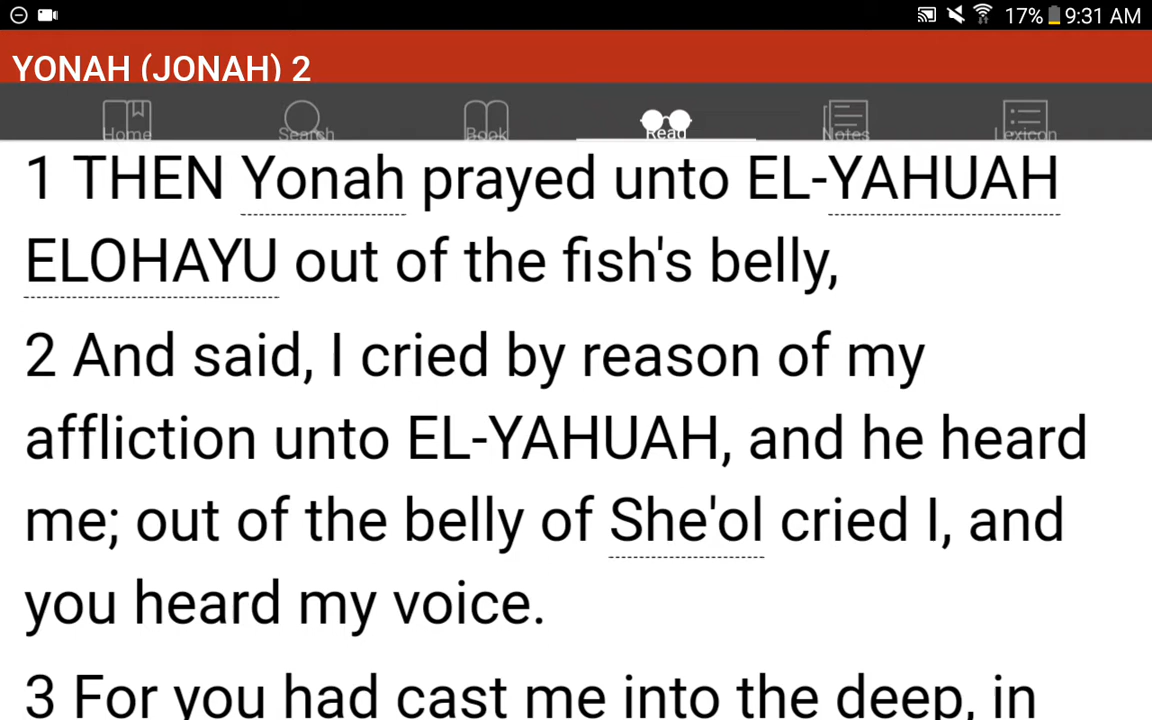 17% 9:31 AM
YONAH (JONAH) 2
Home Search Book Read Notes Lexicon
1 THEN Yonah prayed unto EL-YAHUAH
ELOHAYU out of the fish's belly,
2 And said, I cried by reason of my
affliction unto EL-YAHUAH, and he heard
me; out of the belly of She'ol cried I, and
you heard my voice.
3 For you had cast me into the deep, in